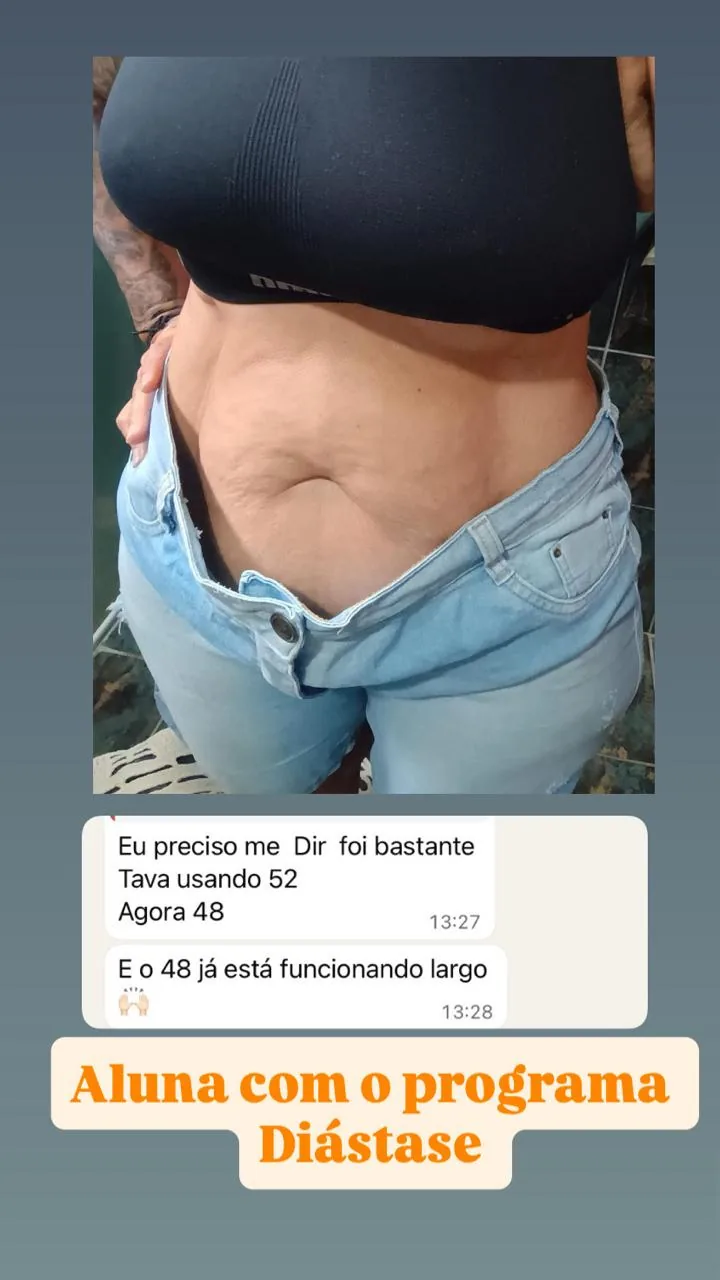 Eu preciso me  Dir  foi bastante
Tava usando 52
Agora 48
13:27
E o 48 já está funcionando largo
🙌🏻
13:28
Aluna com o programa
Diástase